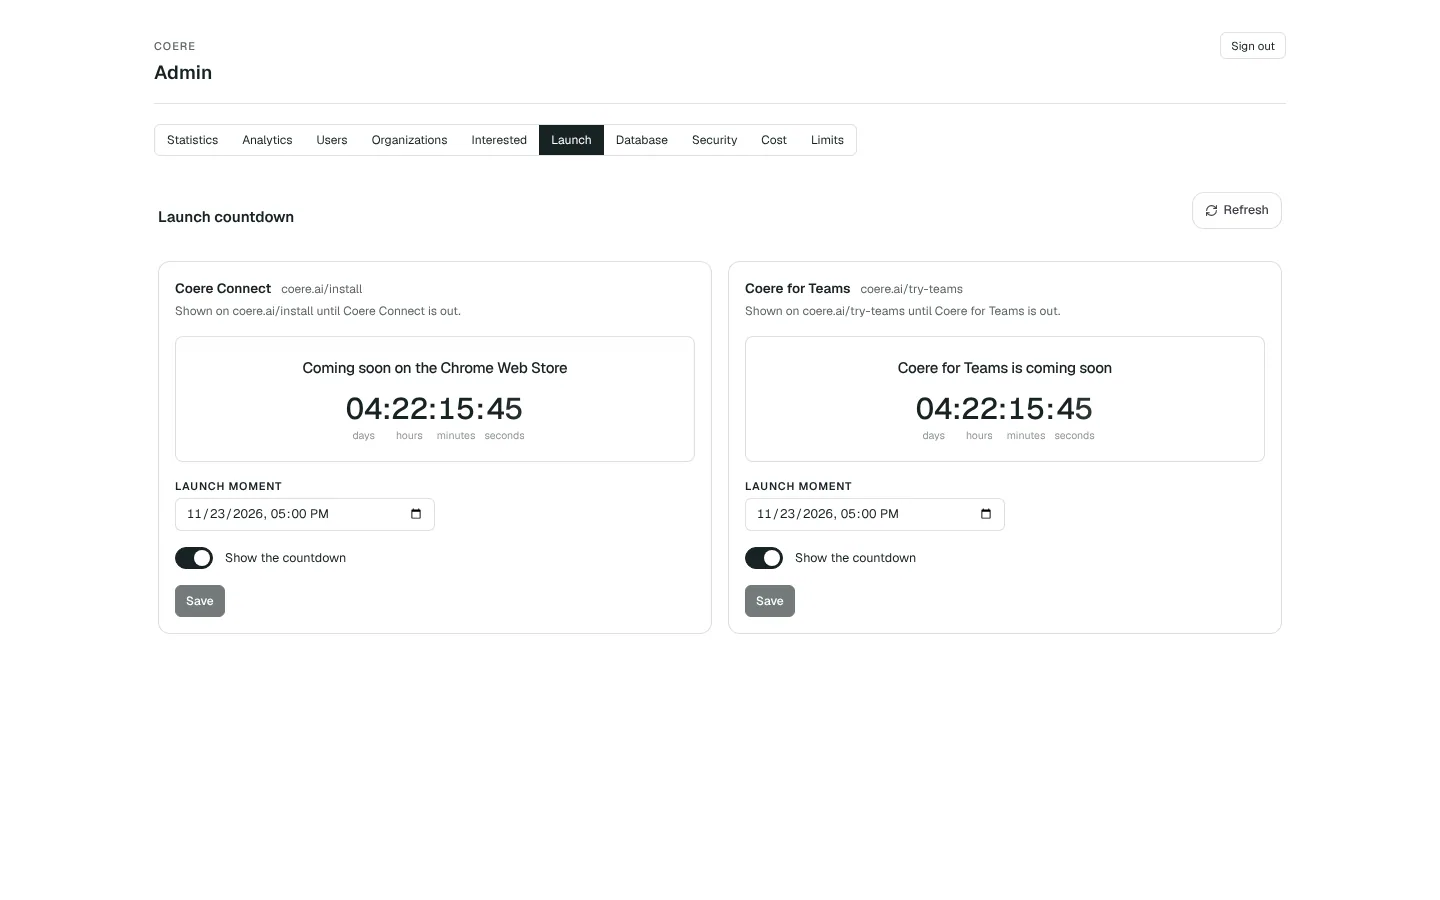 COERE
Sign out
Admin
Statistics Analytics Users Organizations Interested Launch Database Security Cost Limits
Launch countdown
Refresh
Coere Connect coere.ai/install
Shown on coere.ai/install until Coere Connect is out.
Coming soon on the Chrome Web Store
04:22:15:45
days hours minutes seconds
LAUNCH MOMENT
11/23/2026, 05:00 PM
Show the countdown
Save
Coere for Teams coere.ai/try-teams
Shown on coere.ai/try-teams until Coere for Teams is out.
Coere for Teams is coming soon
04:22:15:45
days hours minutes seconds
LAUNCH MOMENT
11/23/2026, 05:00 PM
Show the countdown
Save